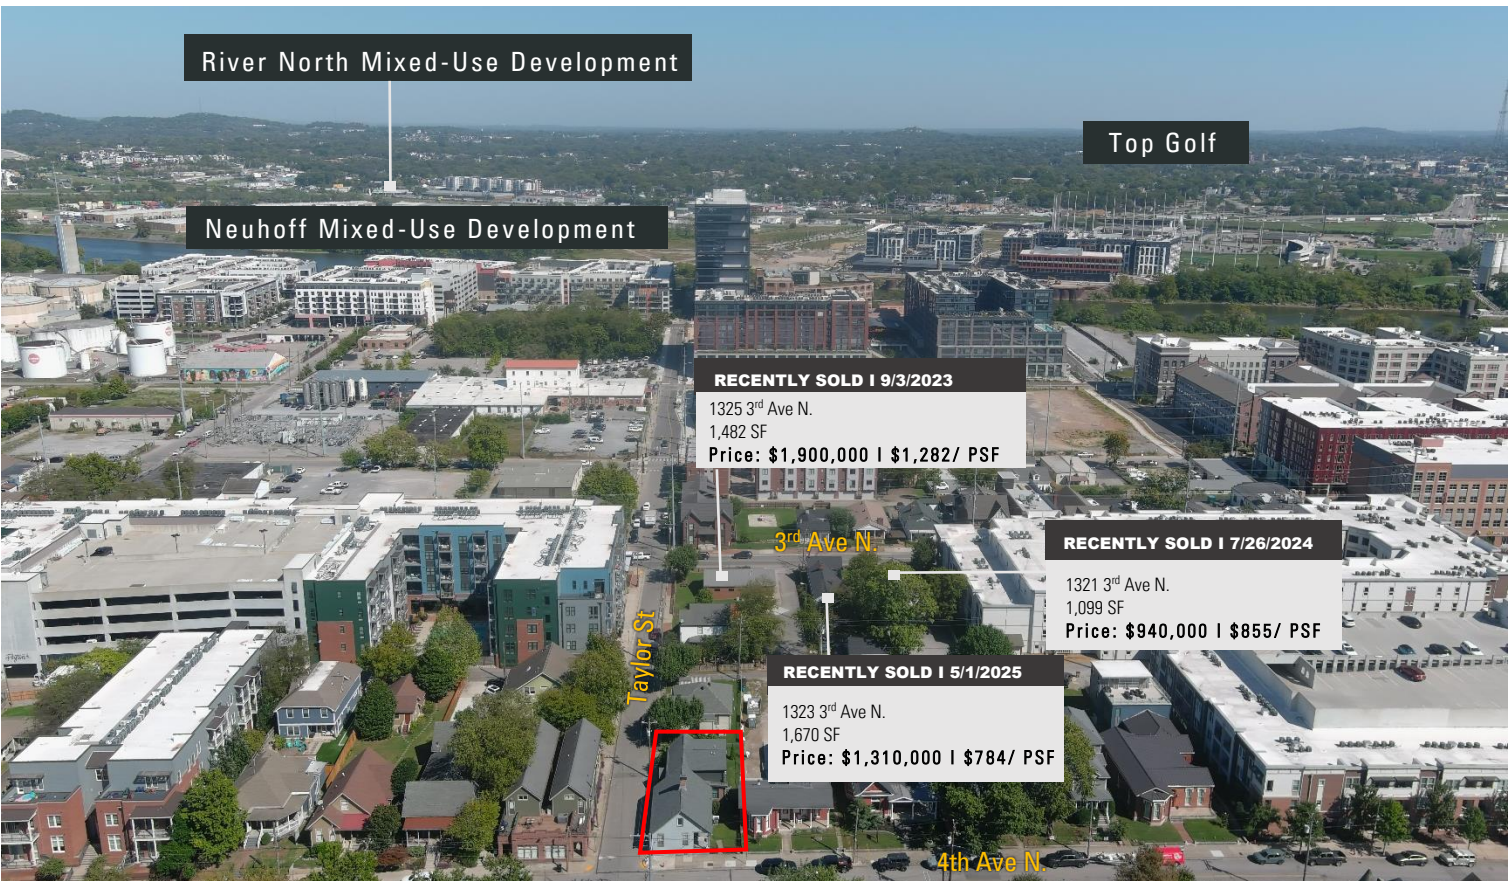 River North Mixed-Use Development
Top Golf
Neuhoff Mixed-Use Development
RECENTLY SOLD I 9/3/2023
1325 3rd Ave N.
1,482 SF
Price: $1,900,000 I $1,282/ PSF
3rd Ave N.
RECENTLY SOLD I 7/26/2024
1321 3rd Ave N.
1,099 SF
Price: $940,000 I $855/ PSF
Taylor St
RECENTLY SOLD I 5/1/2025
1323 3rd Ave N.
1,670 SF
Price: $1,310,000 I $784/ PSF
4th Ave N.